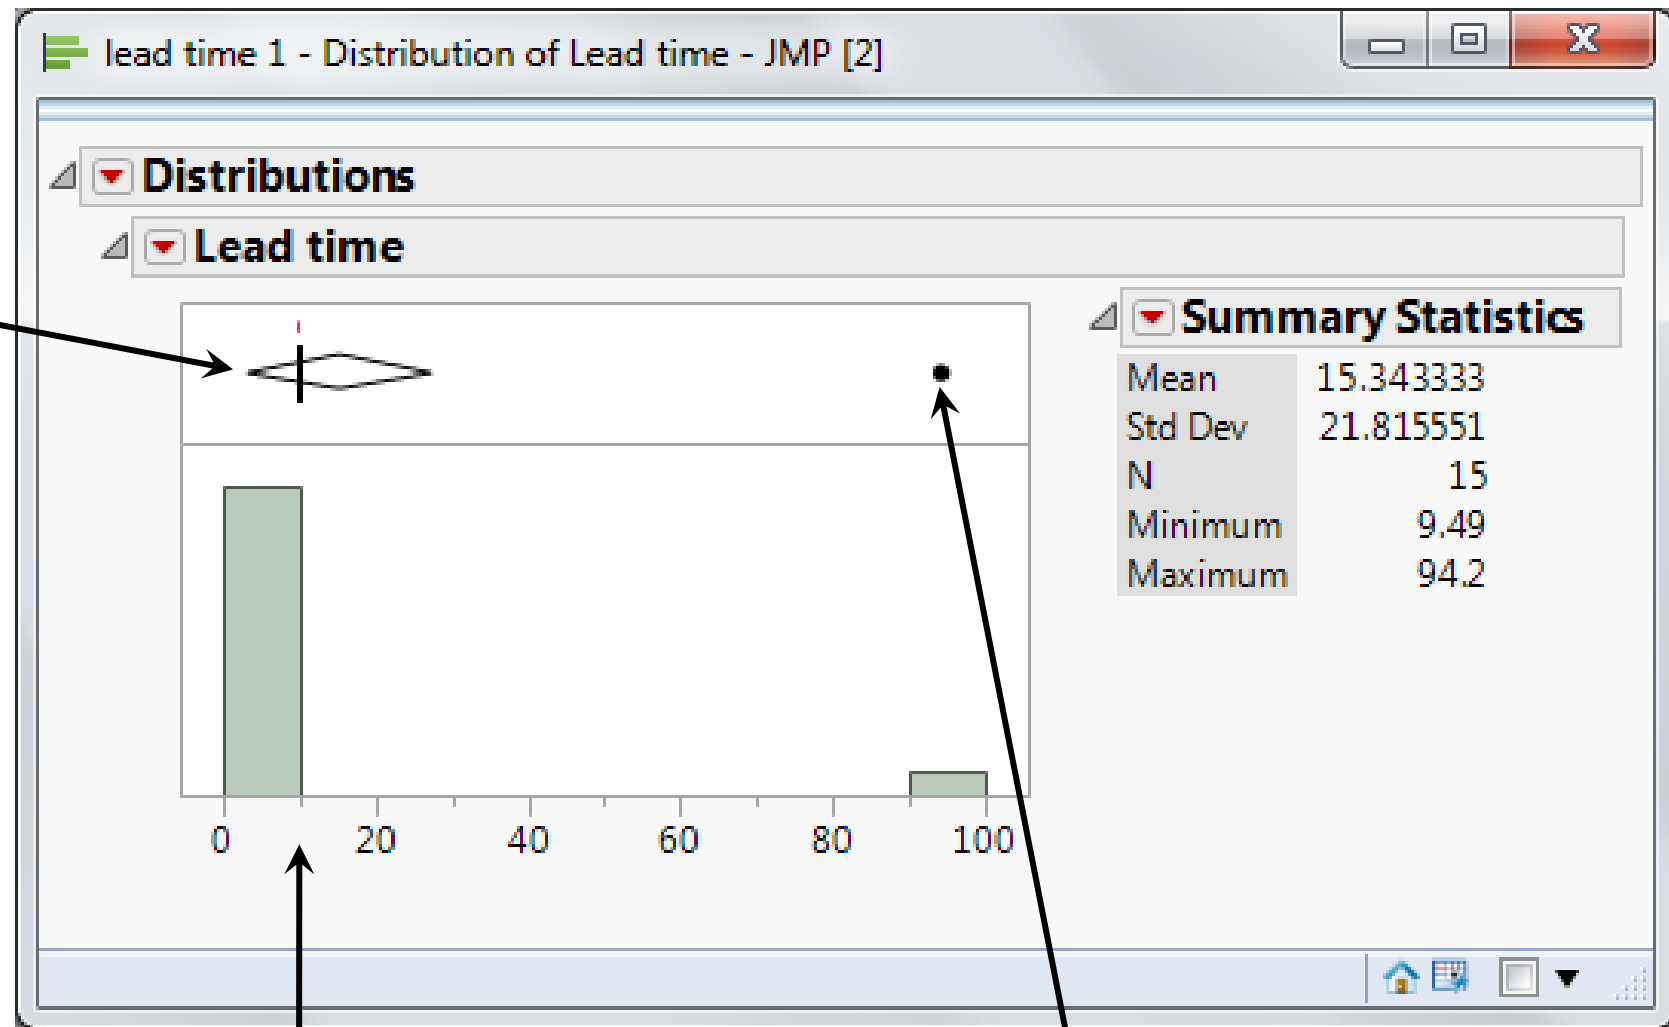 lead time 1 - Distribution of Lead time - JMP [2]
Distributions
Lead time
Summary Statistics
Mean 15.343333
Std Dev 21.815551
N 15
Minimum 9.49
Maximum 94.2
0 20 40 60 80 100